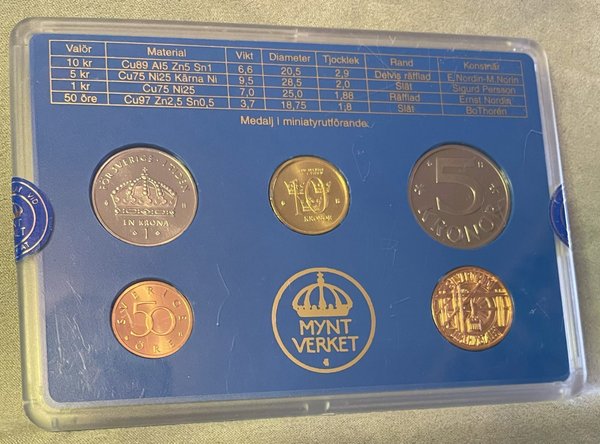 Valör Material Vikt Diameter Tjocklek Rand Konstnär
10 kr Cu89 Al5 Zn5 Sn1 6,6 20,5 2,9 Delvis räfflad E.Nordin-M.Norin
5 kr Cu75 Ni25 Kärna Ni 9,5 28,5 2,0 Slät Sigurd Persson
1 kr Cu75 Ni25 7,0 25,0 1,88 Räfflad Ernst Nordin
50 öre Cu97 Zn2,5 Sn0,5 3,7 18,75 1,8 Slät Bo Thorén
Medalj i miniatyrutförande.
FÖR SVERIGE I TIDEN
1
EN KRONA
10
KRONOR
5
KRONOR
SVERIGE
50
ÖRE
MYNT
VERKET